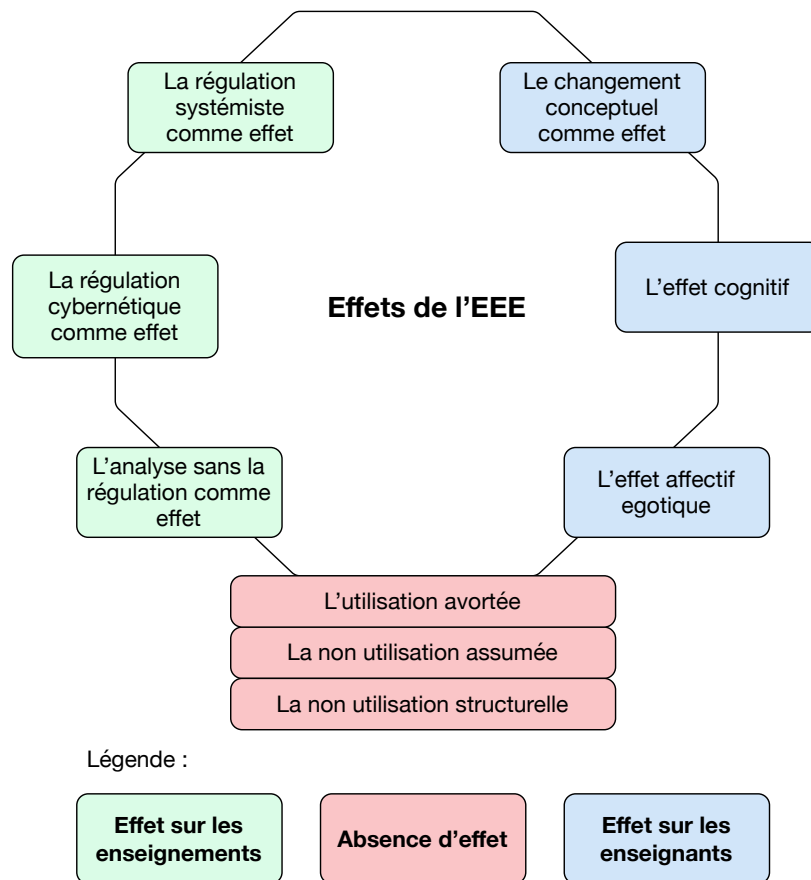 La régulation
systémiste
comme effet
Le changement
conceptuel
comme effet
La régulation
cybernétique
comme effet
Effets de l’EEE
L’effet cognitif
L’analyse sans la
régulation comme
effet
L’effet affectif
egotique
L’utilisation avortée
La non utilisation assumée
La non utilisation structurelle
Légende :
Effet sur les
enseignements
Absence d’effet
Effet sur les
enseignants